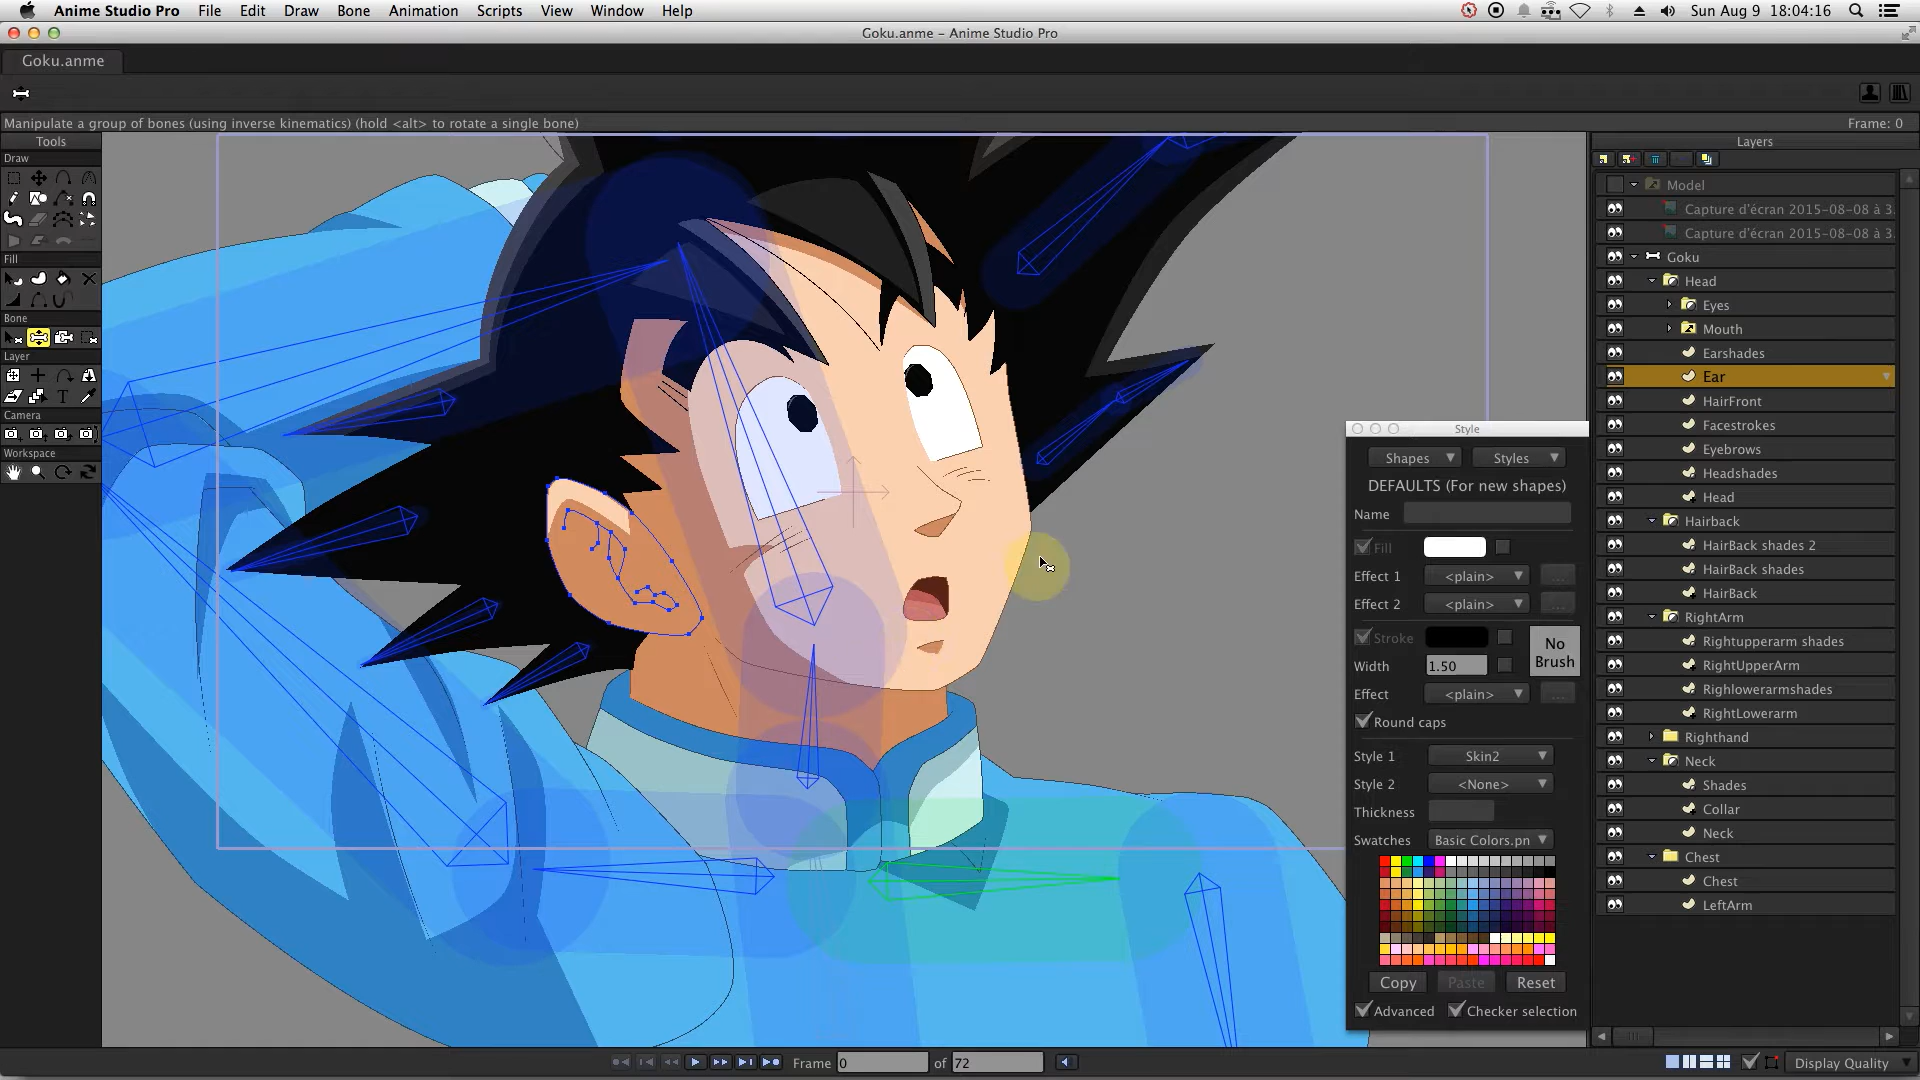 Anime Studio Pro File Edit Draw Bone Animation Scripts View Window Help Sun Aug 9 18:04:16
Goku.anme – Anime Studio Pro
Goku.anme
Manipulate a group of bones (using inverse kinematics) (hold <alt> to rotate a single bone) Frame: 0
Tools
Draw
Fill
Bone
Layer
Camera
Workspace
Style
Shapes Styles
DEFAULTS (For new shapes)
Name
Fill
Effect 1 <plain> ...
Effect 2 <plain> ...
Stroke
No
Brush
Width 1.50
Effect <plain> ...
Round caps
Style 1 Skin2
Style 2 <None>
Thickness
Swatches Basic Colors.pn
Copy Paste Reset
Advanced Checker selection
Layers
Model
Capture d'écran 2015-08-08 à 3.
Capture d'écran 2015-08-08 à 3.
Goku
Head
Eyes
Mouth
Earshades
Ear
HairFront
Facestrokes
Eyebrows
Headshades
Head
Hairback
HairBack shades 2
HairBack shades
HairBack
RightArm
Rightupperarm shades
RightUpperArm
Righlowerarmshades
RightLowerarm
Righthand
Neck
Shades
Collar
Neck
Chest
Chest
LeftArm
Frame 0 of 72 Display Quality